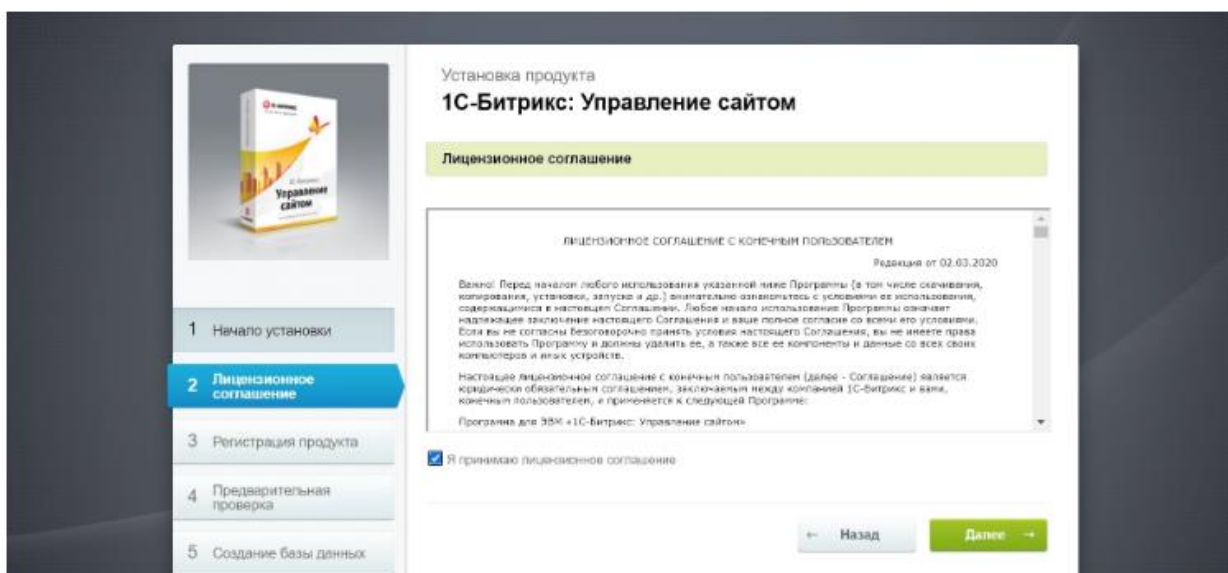 Установка продукта
1С-Битрикс: Управление сайтом
Лицензионное соглашение
ЛИЦЕНЗИОННОЕ СОГЛАШЕНИЕ С КОНЕЧНЫМ ПОЛЬЗОВАТЕЛЕМ
Редакция от 02.03.2020
Важно! Перед началом любого использования указанной ниже Программы (в том числе скачивания,
копирования, установки, запуска и др.) внимательно ознакомьтесь с условиями ее использования,
содержащимися в настоящем Соглашении. Любое начало использования Программы означает
надлежащее заключение настоящего Соглашения и ваше полное согласие со всеми его условиями.
Если вы не согласны безоговорочно принять условия настоящего Соглашения, вы не имеете права
использовать Программу и должны удалить ее, а также все ее компоненты и данные со всех своих
компьютеров и иных устройств.
Настоящее лицензионное соглашение с конечным пользователем (далее - Соглашение) является
юридически обязательным соглашением, заключаемым между компанией 1С-Битрикс и вами,
конечным пользователем, и применяется к следующей Программе:
Программа для ЭВМ «1С-Битрикс: Управление сайтом»
Я принимаю лицензионное соглашение
← Назад
Далее →
Управление
сайтом
1 Начало установки
2 Лицензионное
соглашение
3 Регистрация продукта
4 Предварительная
проверка
5 Создание базы данных